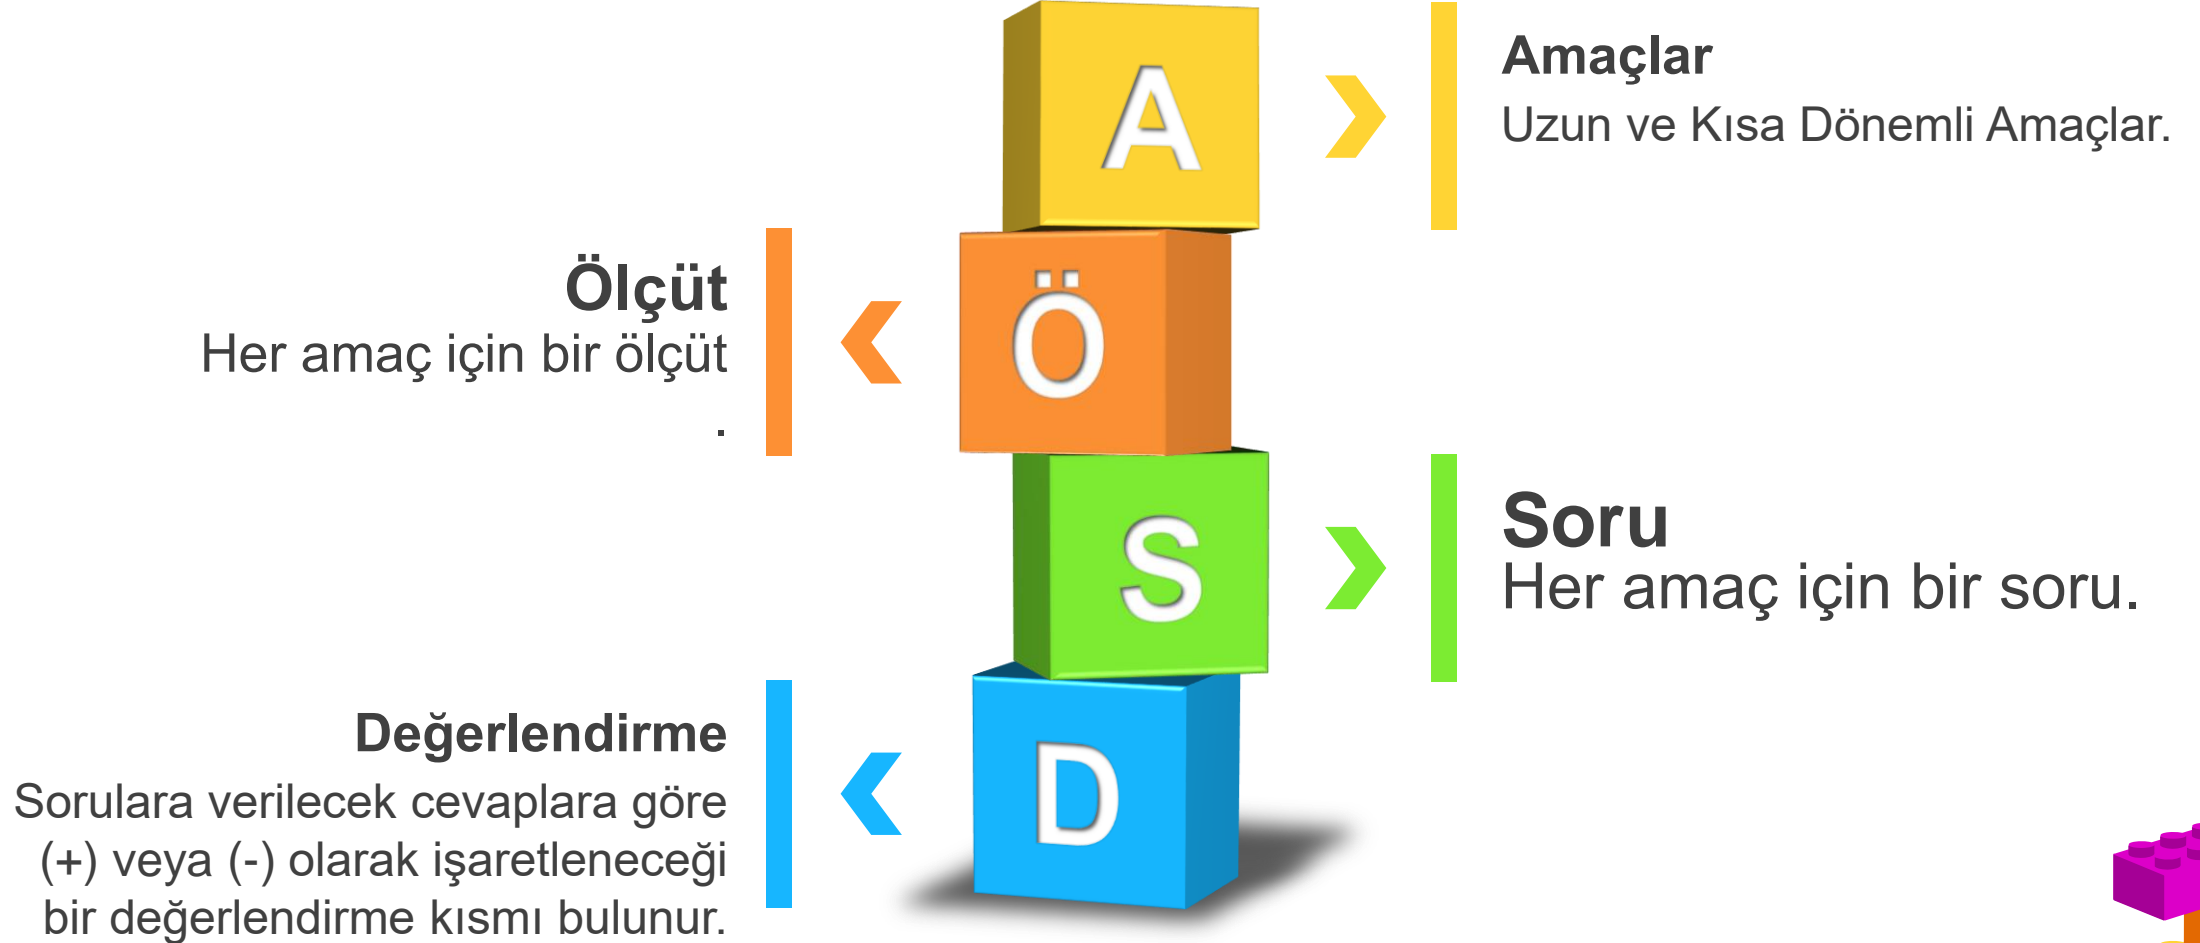 A
Amaçlar
Uzun ve Kısa Dönemli Amaçlar.
Ö
Ölçüt
Her amaç için bir ölçüt
.
S
Soru
Her amaç için bir soru.
D
Değerlendirme
Sorulara verilecek cevaplara göre
(+) veya (-) olarak işaretleneceği
bir değerlendirme kısmı bulunur.